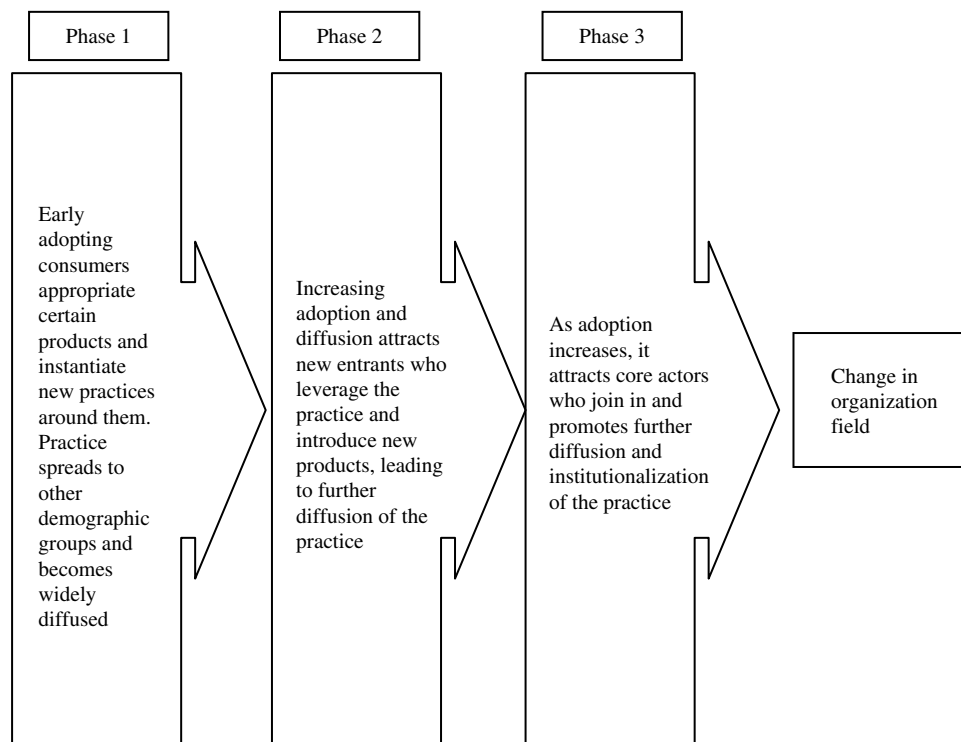 Phase 1
Phase 2
Phase 3
Early
adopting
consumers
appropriate
certain
products and
instantiate
new practices
around them.
Practice
spreads to
other
demographic
groups and
becomes
widely
diffused
Increasing
adoption and
diffusion attracts
new entrants who
leverage the
practice and
introduce new
products, leading
to further
diffusion of the
practice
As adoption
increases, it
attracts core actors
who join in and
promotes further
diffusion and
institutionalization
of the practice
Change in
organization
field